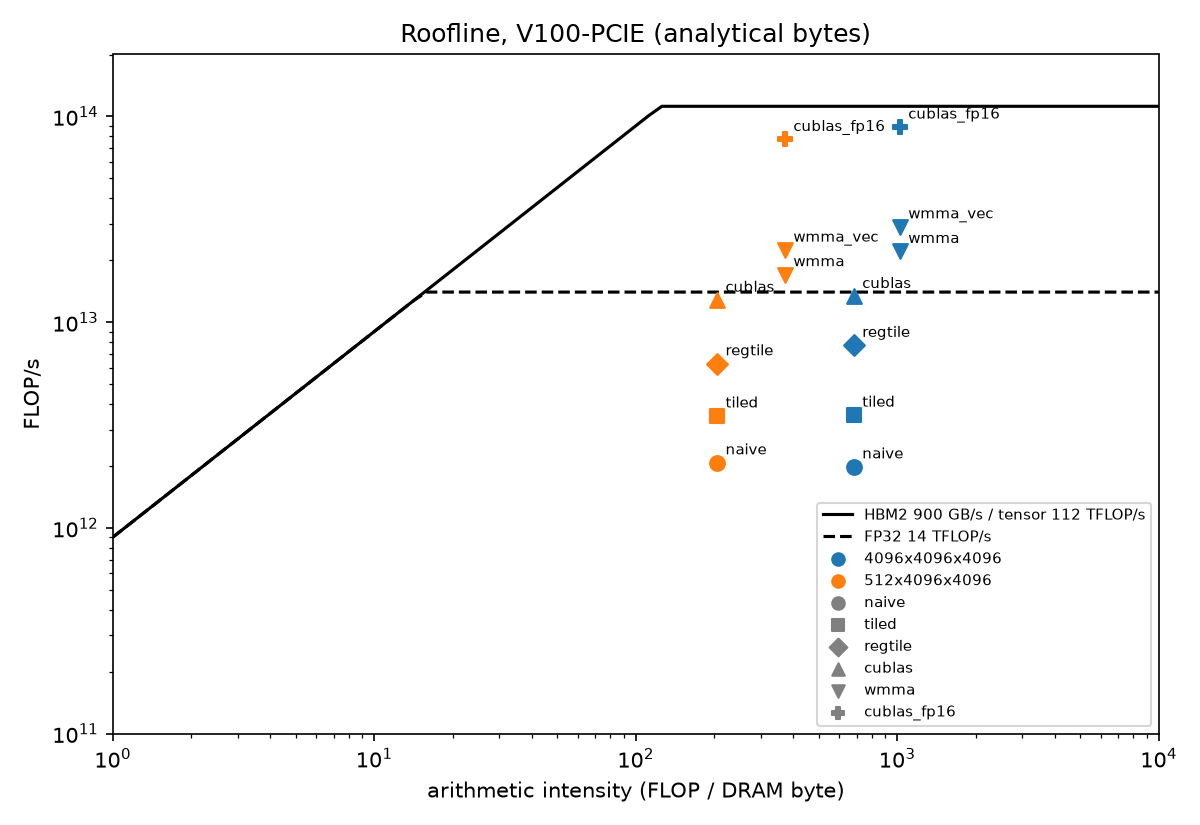 Roofline, V100-PCIE (analytical bytes)
FLOP/s
10^14
10^13
10^12
10^11
cublas_fp16
cublas_fp16
wmma_vec
wmma
wmma_vec
wmma
cublas
cublas
regtile
regtile
tiled
tiled
naive
naive
HBM2 900 GB/s / tensor 112 TFLOP/s
FP32 14 TFLOP/s
4096x4096x4096
512x4096x4096
naive
tiled
regtile
cublas
wmma
cublas_fp16
10^0 10^1 10^2 10^3 10^4
arithmetic intensity (FLOP / DRAM byte)